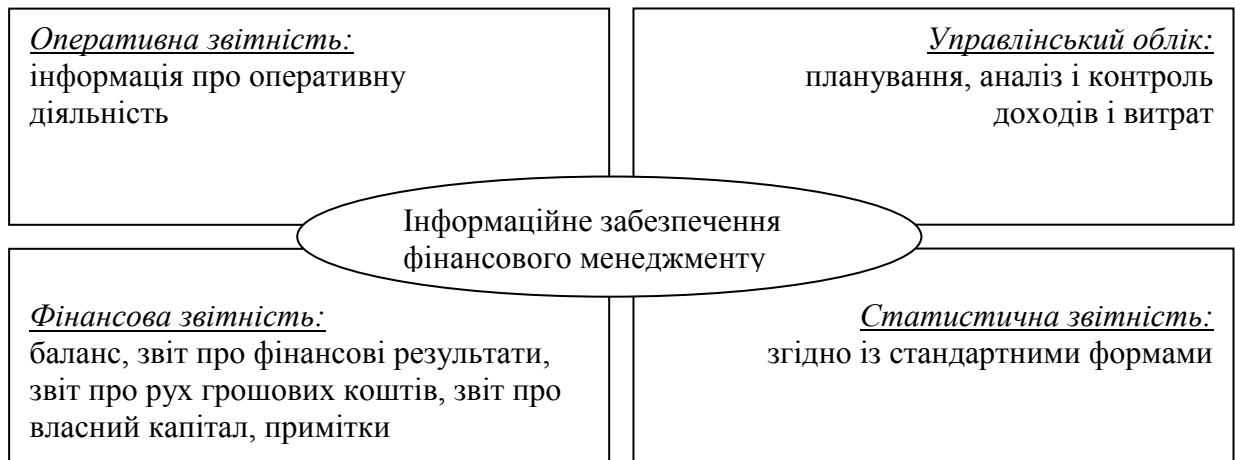 Оперативна звітність:
інформація про оперативну
діяльність
Управлінський облік:
планування, аналіз і контроль
доходів і витрат
Інформаційне забезпечення
фінансового менеджменту
Фінансова звітність:
баланс, звіт про фінансові результати,
звіт про рух грошових коштів, звіт про
власний капітал, примітки
Статистична звітність:
згідно із стандартними формами